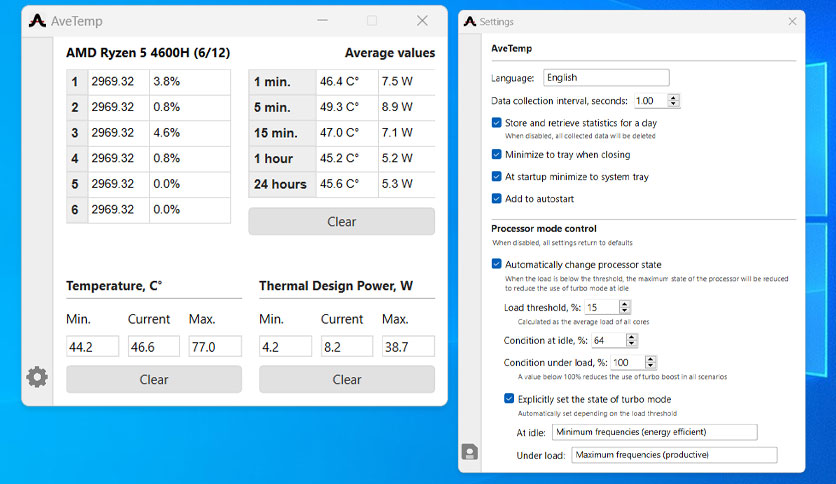 AveTemp
AMD Ryzen 5 4600H (6/12)
1 2969.32 3.8%
2 2969.32 0.8%
3 2969.32 4.6%
4 2969.32 0.8%
5 2969.32 0.0%
6 2969.32 0.0%
Average values
1 min. 46.4 C° 7.5 W
5 min. 49.3 C° 8.9 W
15 min. 47.0 C° 7.1 W
1 hour 45.2 C° 5.2 W
24 hours 45.6 C° 5.3 W
Clear
Temperature, C°
Min. Current Max.
44.2 46.6 77.0
Clear
Thermal Design Power, W
Min. Current Max.
4.2 8.2 38.7
Clear
Settings
AveTemp
Language: English
Data collection interval, seconds: 1.00
Store and retrieve statistics for a day
When disabled, all collected data will be deleted
Minimize to tray when closing
At startup minimize to system tray
Add to autostart
Processor mode control
When disabled, all settings return to defaults
Automatically change processor state
When the load is below the threshold, the maximum state of the processor will be reduced
to reduce the use of turbo mode at idle
Load threshold, %: 15
Calculated as the average load of all cores
Condition at idle, %: 64
Condition under load, %: 100
A value below 100% reduces the use of turbo boost in all scenarios
Explicitly set the state of turbo mode
Automatically set depending on the load threshold
At idle: Minimum frequencies (energy efficient)
Under load: Maximum frequencies (productive)